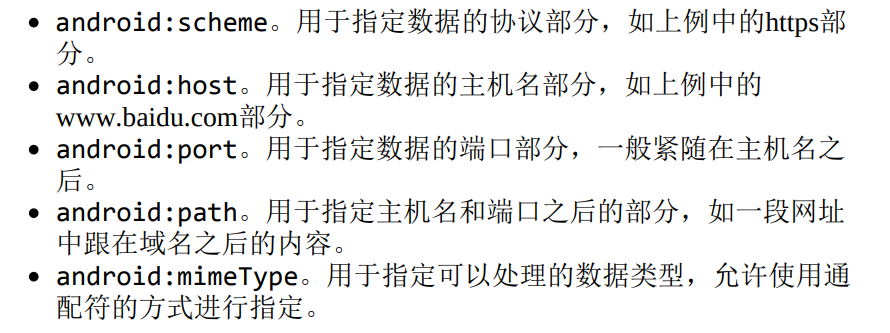 • android:scheme。用于指定数据的协议部分，如上例中的https部
分。
• android:host。用于指定数据的主机名部分，如上例中的
www.baidu.com部分。
• android:port。用于指定数据的端口部分，一般紧随在主机名之
后。
• android:path。用于指定主机名和端口之后的部分，如一段网址
中跟在域名之后的内容。
• android:mimeType。用于指定可以处理的数据类型，允许使用通
配符的方式进行指定。